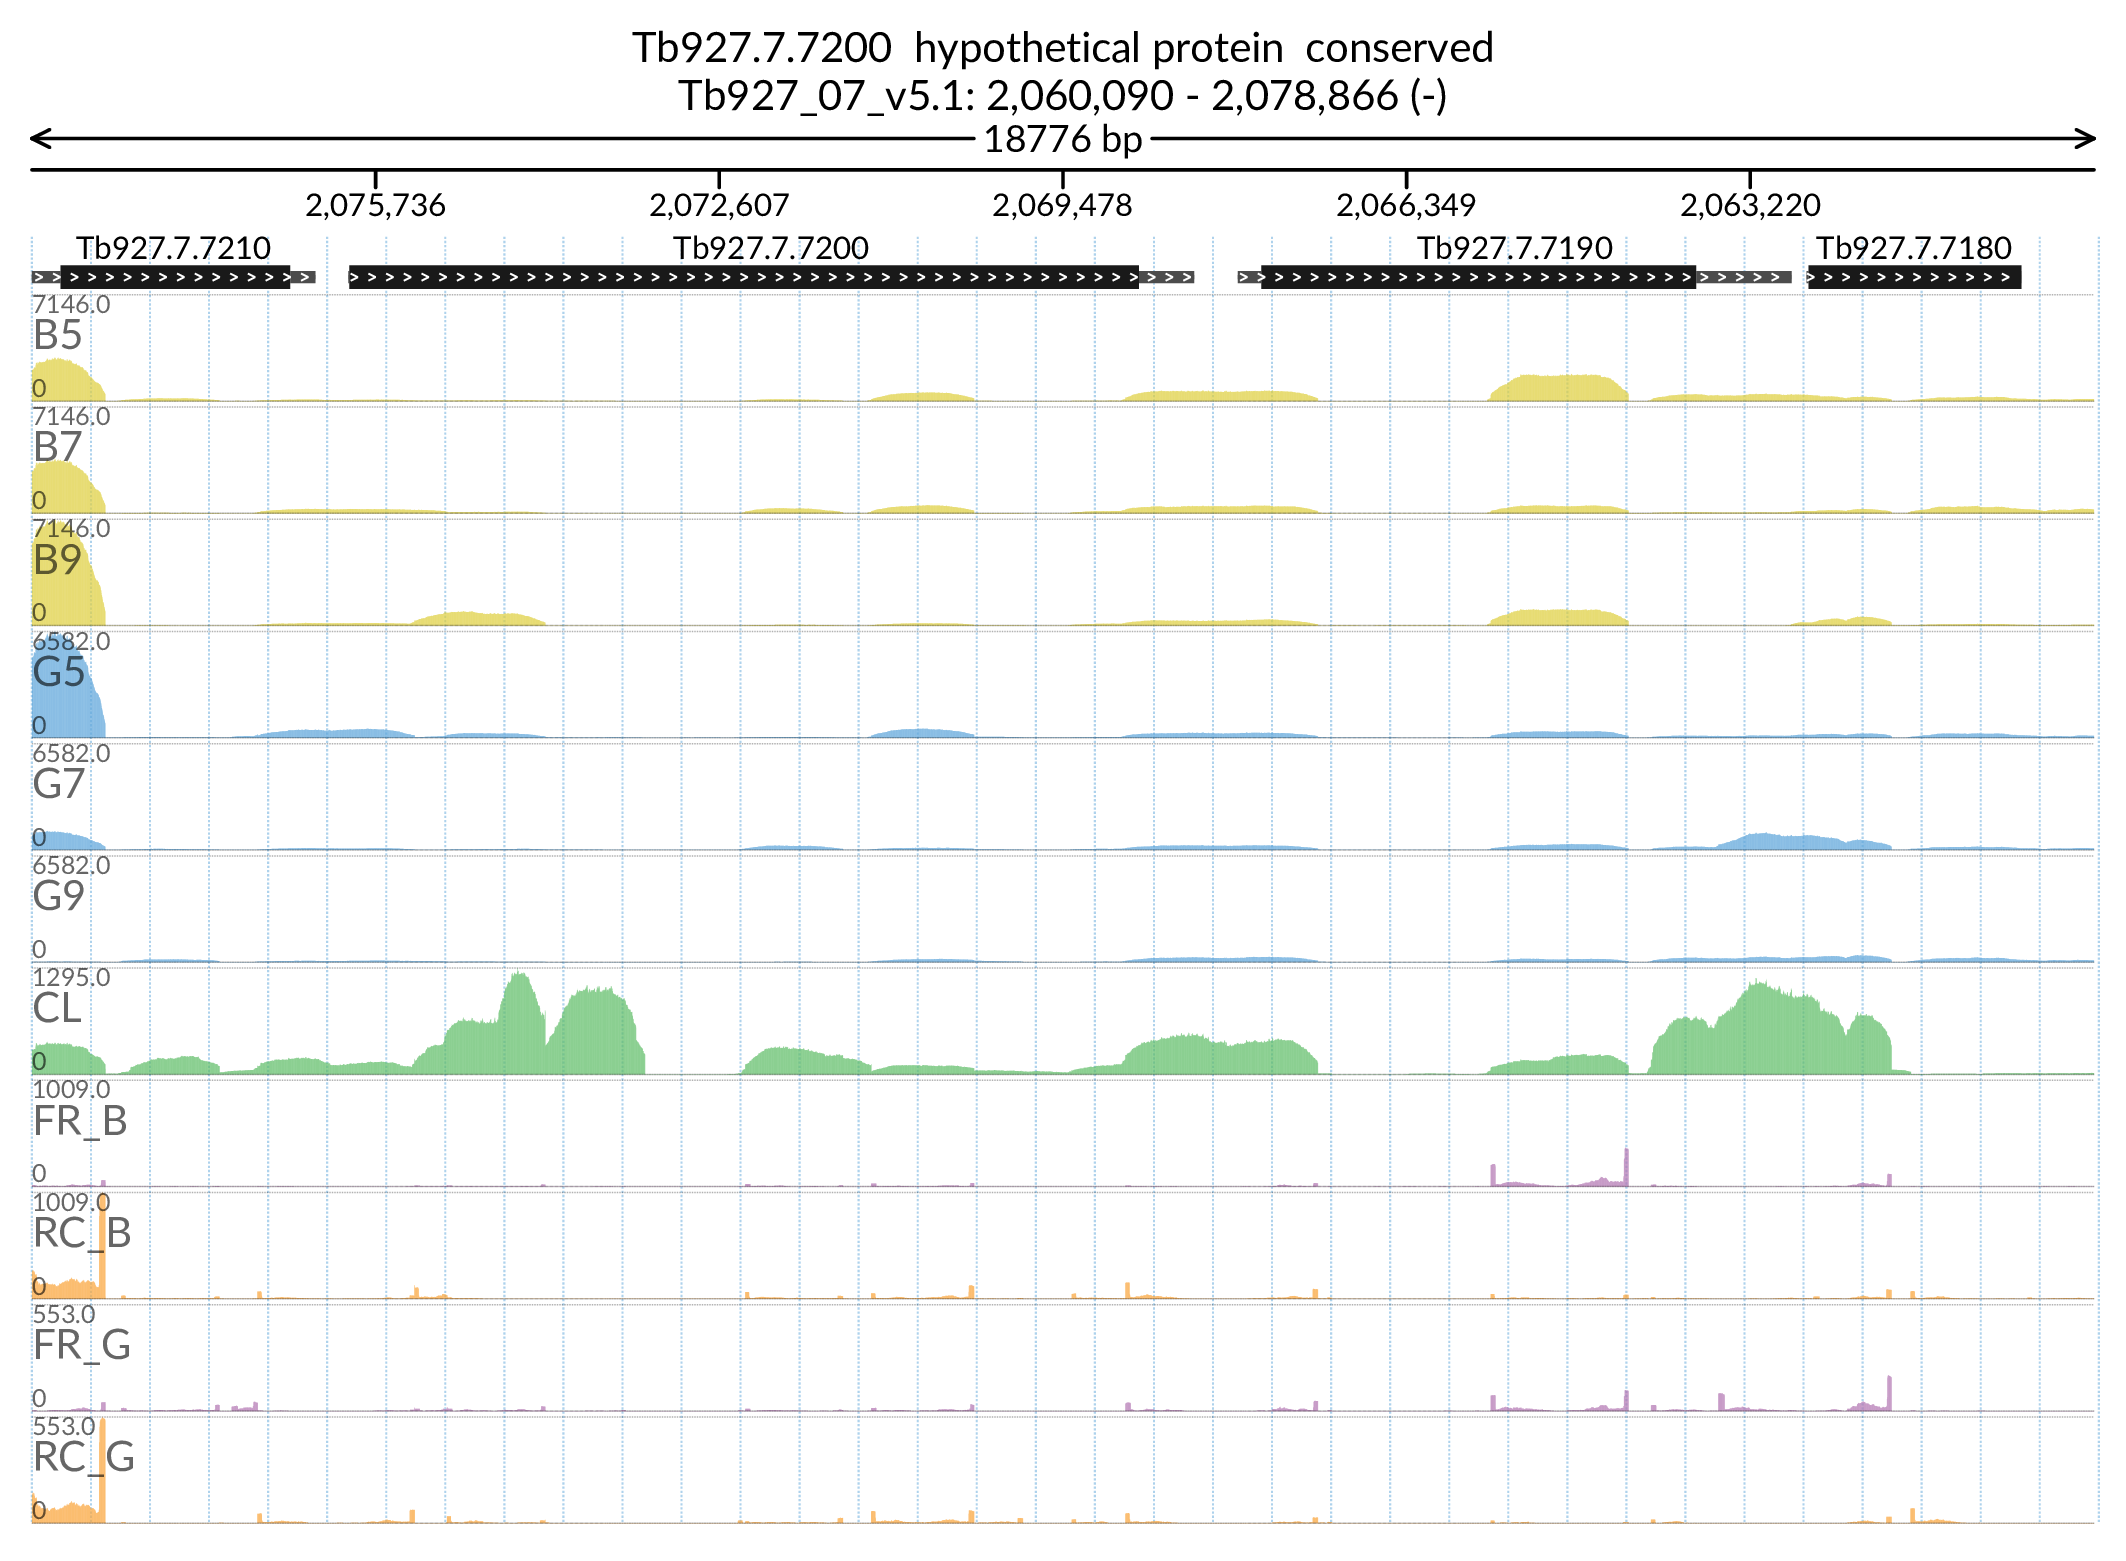 Tb927.7.7200 hypothetical protein conserved
Tb927_07_v5.1: 2,060,090 - 2,078,866 (-)
18776 bp
2,075,736 2,072,607 2,069,478 2,066,349 2,063,220
Tb927.7.7210 Tb927.7.7200 Tb927.7.7190 Tb927.7.7180
7146.0
B5
0
7146.0
B7
0
7146.0
B9
0
6582.0
G5
0
6582.0
G7
0
6582.0
G9
0
1295.0
CL
0
1009.0
FR_B
0
1009.0
RC_B
0
553.0
FR_G
0
553.0
RC_G
0